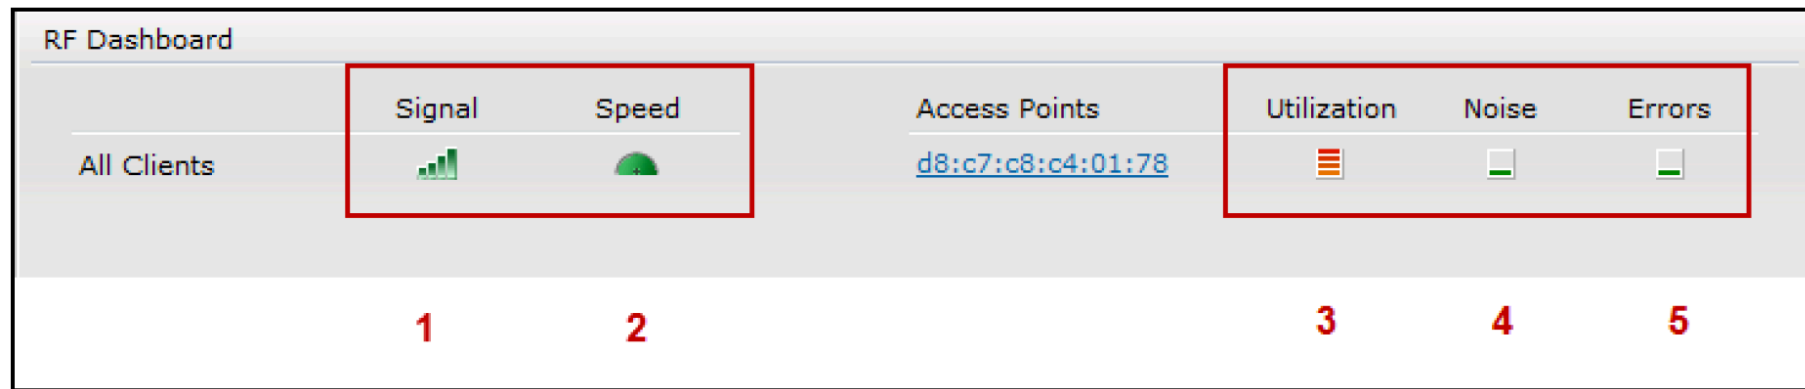 RF Dashboard
Signal Speed Access Points Utilization Noise Errors
All Clients d8:c7:c8:c4:01:78
1 2 3 4 5